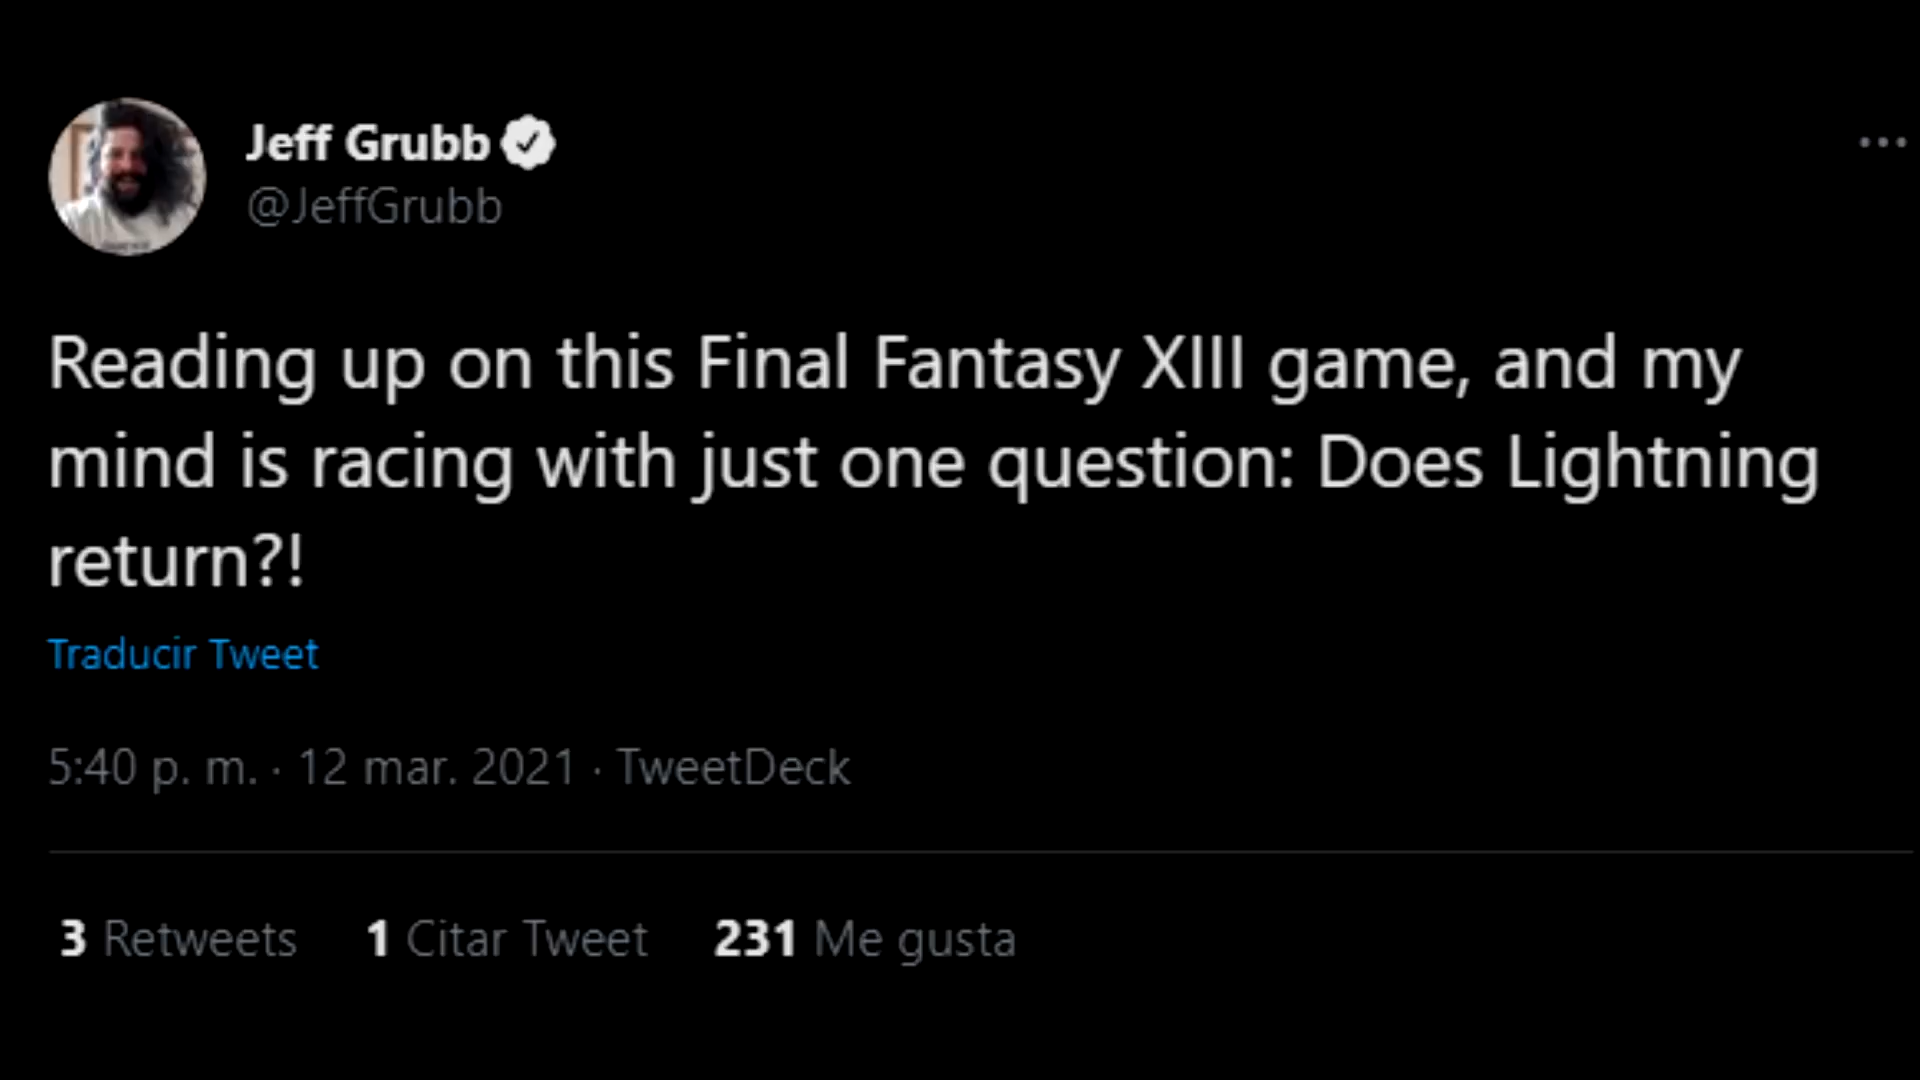 Jeff Grubb
@JeffGrubb
Reading up on this Final Fantasy XIII game, and my
mind is racing with just one question: Does Lightning
return?!
Traducir Tweet
5:40 p. m. · 12 mar. 2021 · TweetDeck
3 Retweets 1 Citar Tweet 231 Me gusta